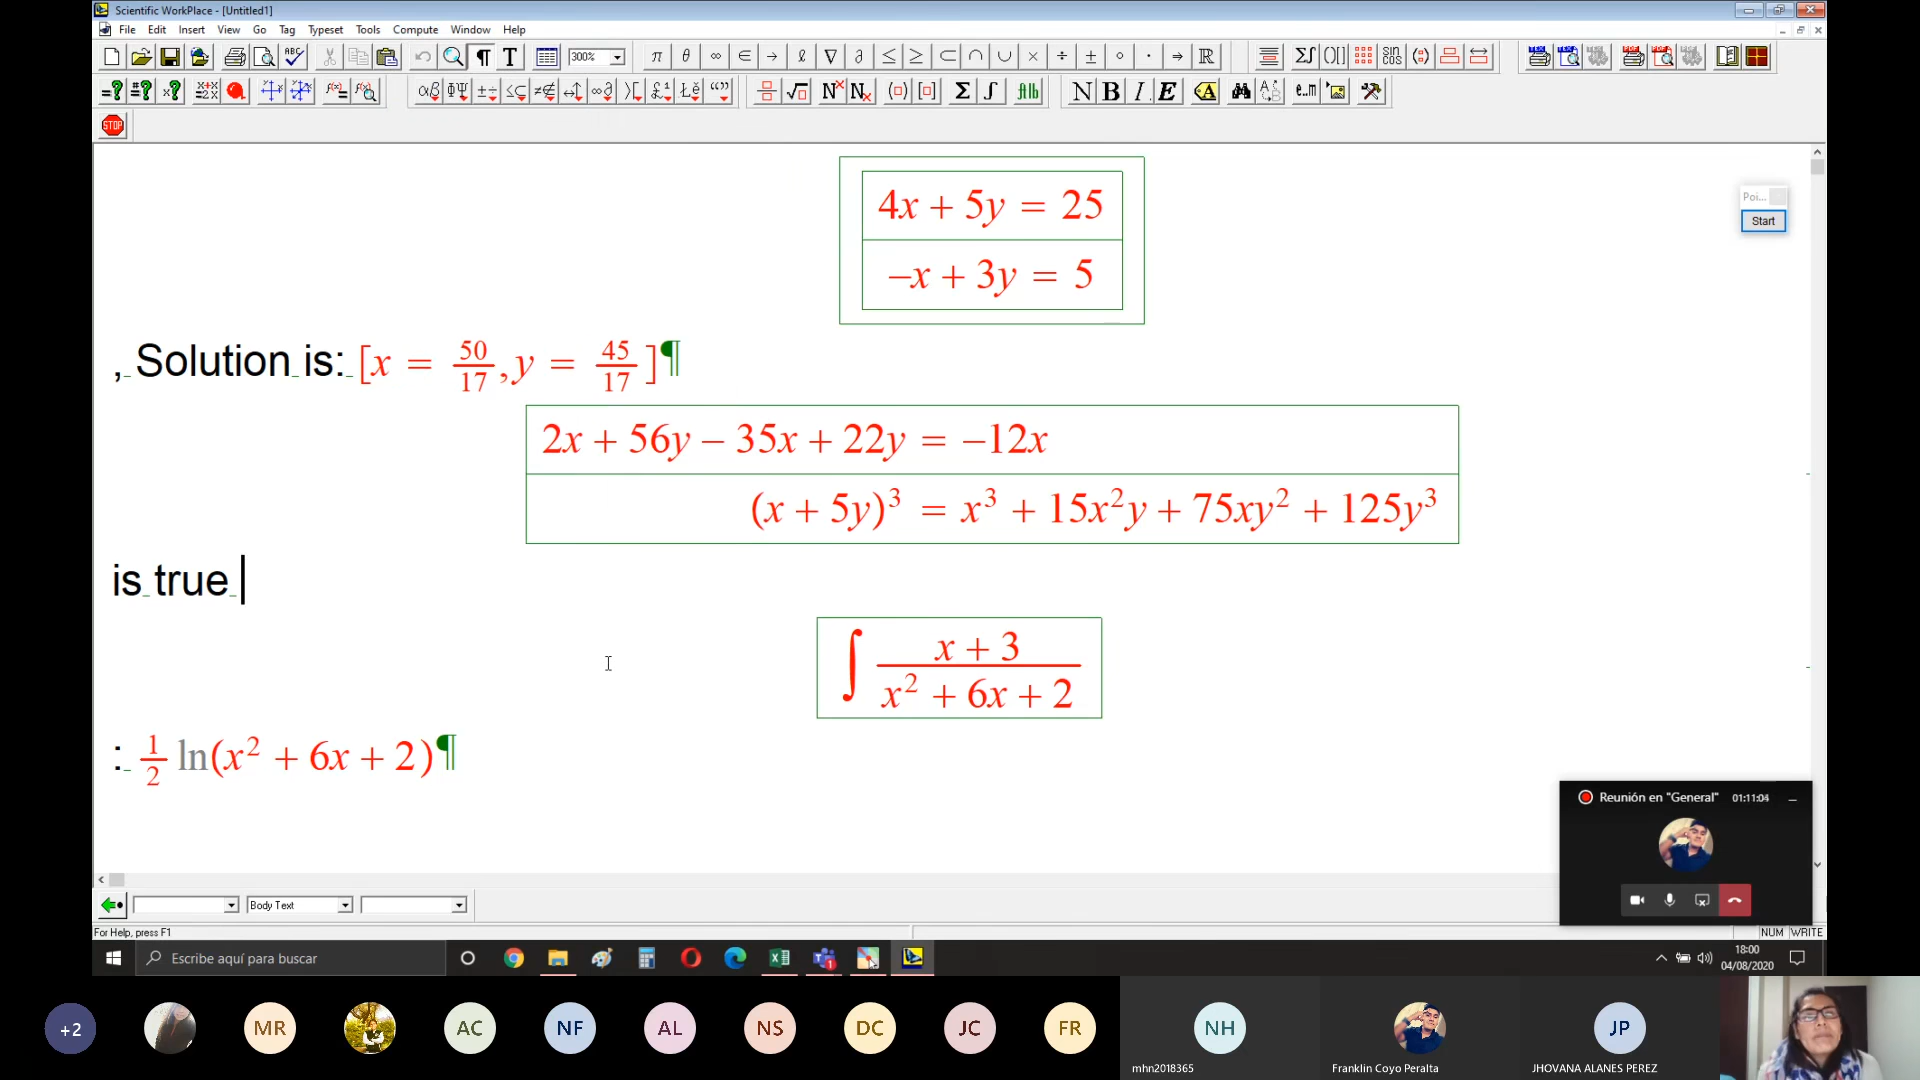 Scientific WorkPlace - [Untitled1]
File Edit Insert View Go Tag Typeset Tools Compute Window Help
300%
4x + 5y = 25
−x + 3y = 5
, Solution is: [x = 50/17, y = 45/17]¶
2x + 56y − 35x + 22y = −12x
(x + 5y)³ = x³ + 15x²y + 75xy² + 125y³
is true
∫ (x + 3)/(x² + 6x + 2)
: 1/2 ln(x² + 6x + 2)¶
Poi...
Start
Reunión en "General" 01:11:04
Body Text
For Help, press F1
NUM WRITE
Escribe aquí para buscar
18:00
04/08/2020
+2 MR AC NF AL NS DC JC FR NH JP
mhn2018365 Franklin Coyo Peralta JHOVANA ALANES PEREZ